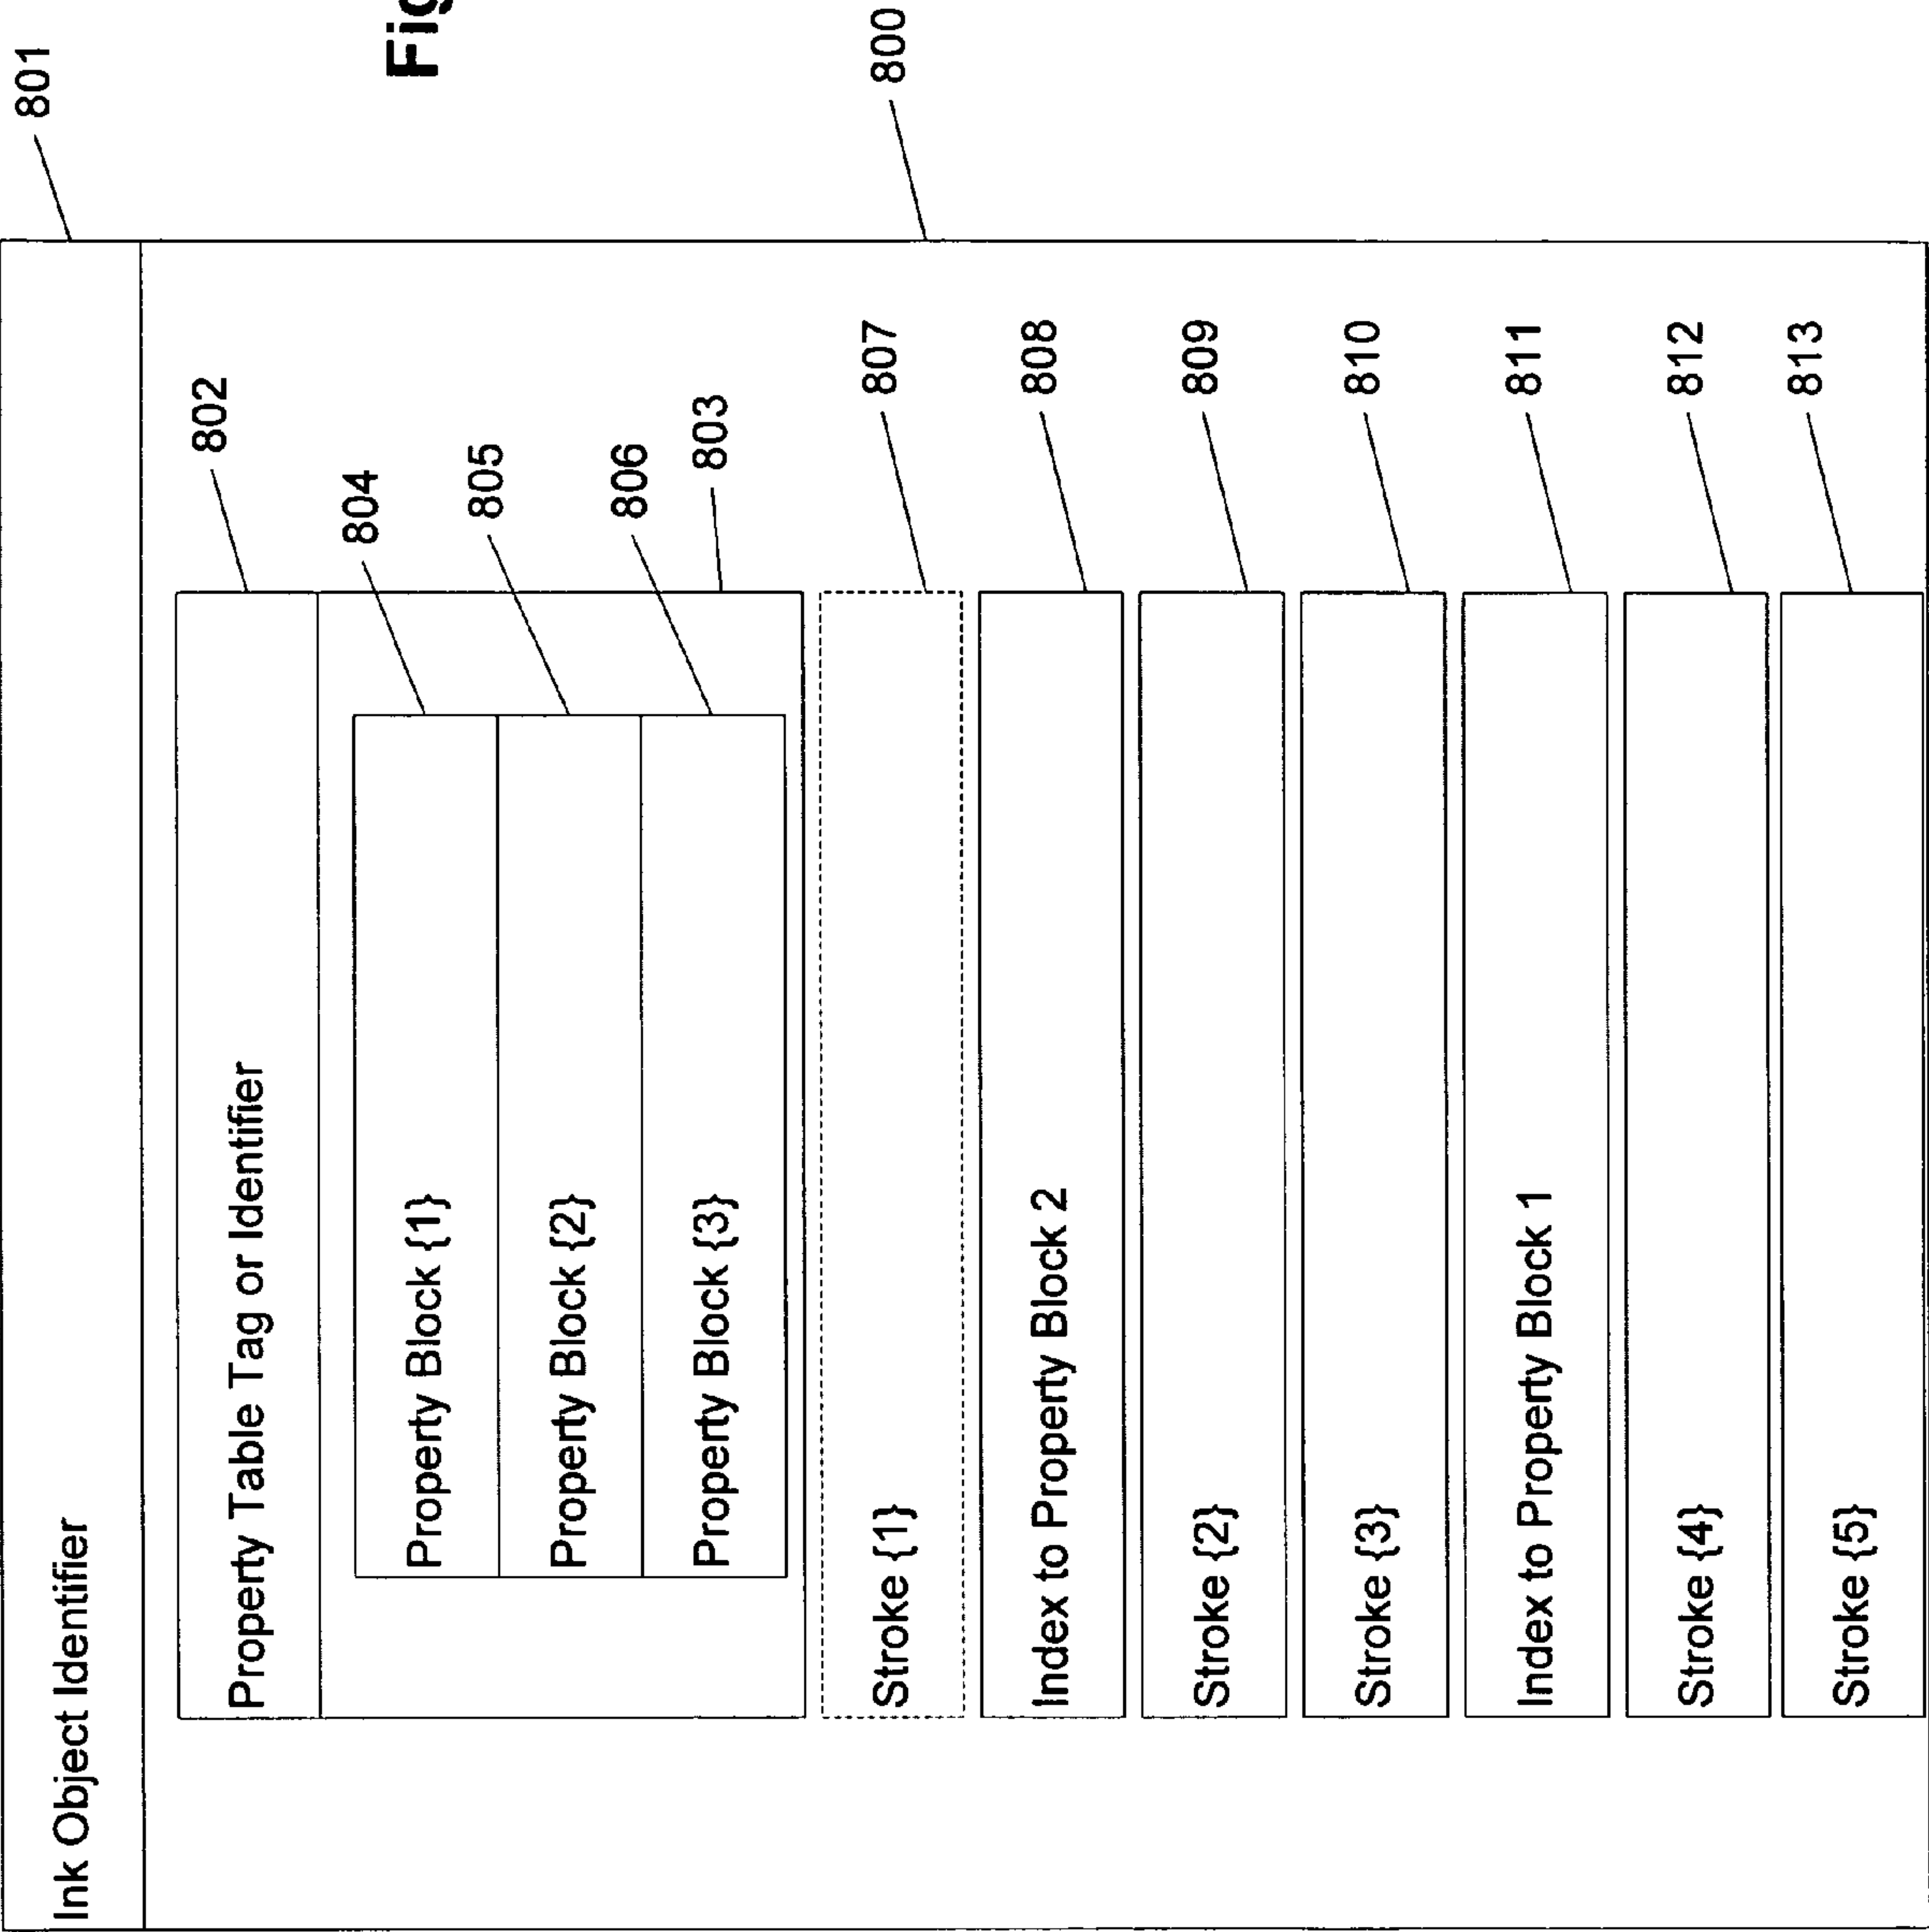 Ink Object Identifier
801
Fig
800
Property Table Tag or Identifier
802
Property Block {1}
804
Property Block {2}
805
Property Block {3}
806
803
Stroke {1}
807
Index to Property Block 2
808
Stroke {2}
809
Stroke {3}
810
Index to Property Block 1
811
Stroke {4}
812
Stroke {5}
813